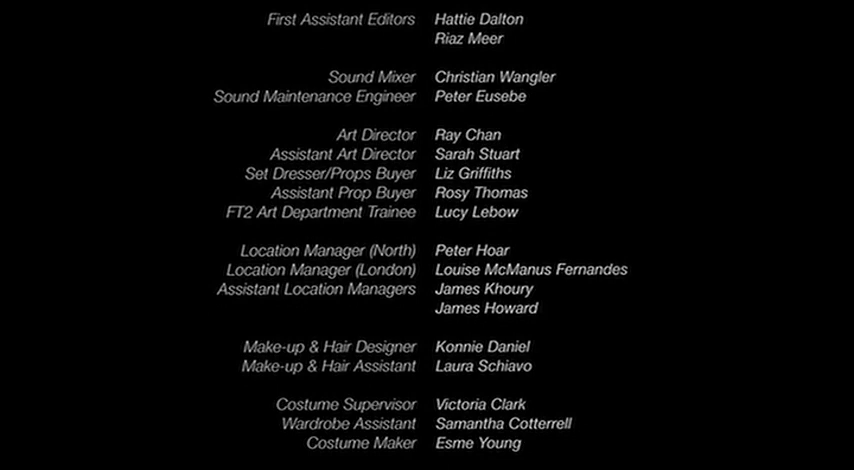 First Assistant Editors Hattie Dalton
Riaz Meer
Sound Mixer Christian Wangler
Sound Maintenance Engineer Peter Eusebe
Art Director Ray Chan
Assistant Art Director Sarah Stuart
Set Dresser/Props Buyer Liz Griffiths
Assistant Prop Buyer Rosy Thomas
FT2 Art Department Trainee Lucy Lebow
Location Manager (North) Peter Hoar
Location Manager (London) Louise McManus Fernandes
Assistant Location Managers James Khoury
James Howard
Make-up & Hair Designer Konnie Daniel
Make-up & Hair Assistant Laura Schiavo
Costume Supervisor Victoria Clark
Wardrobe Assistant Samantha Cotterrell
Costume Maker Esme Young